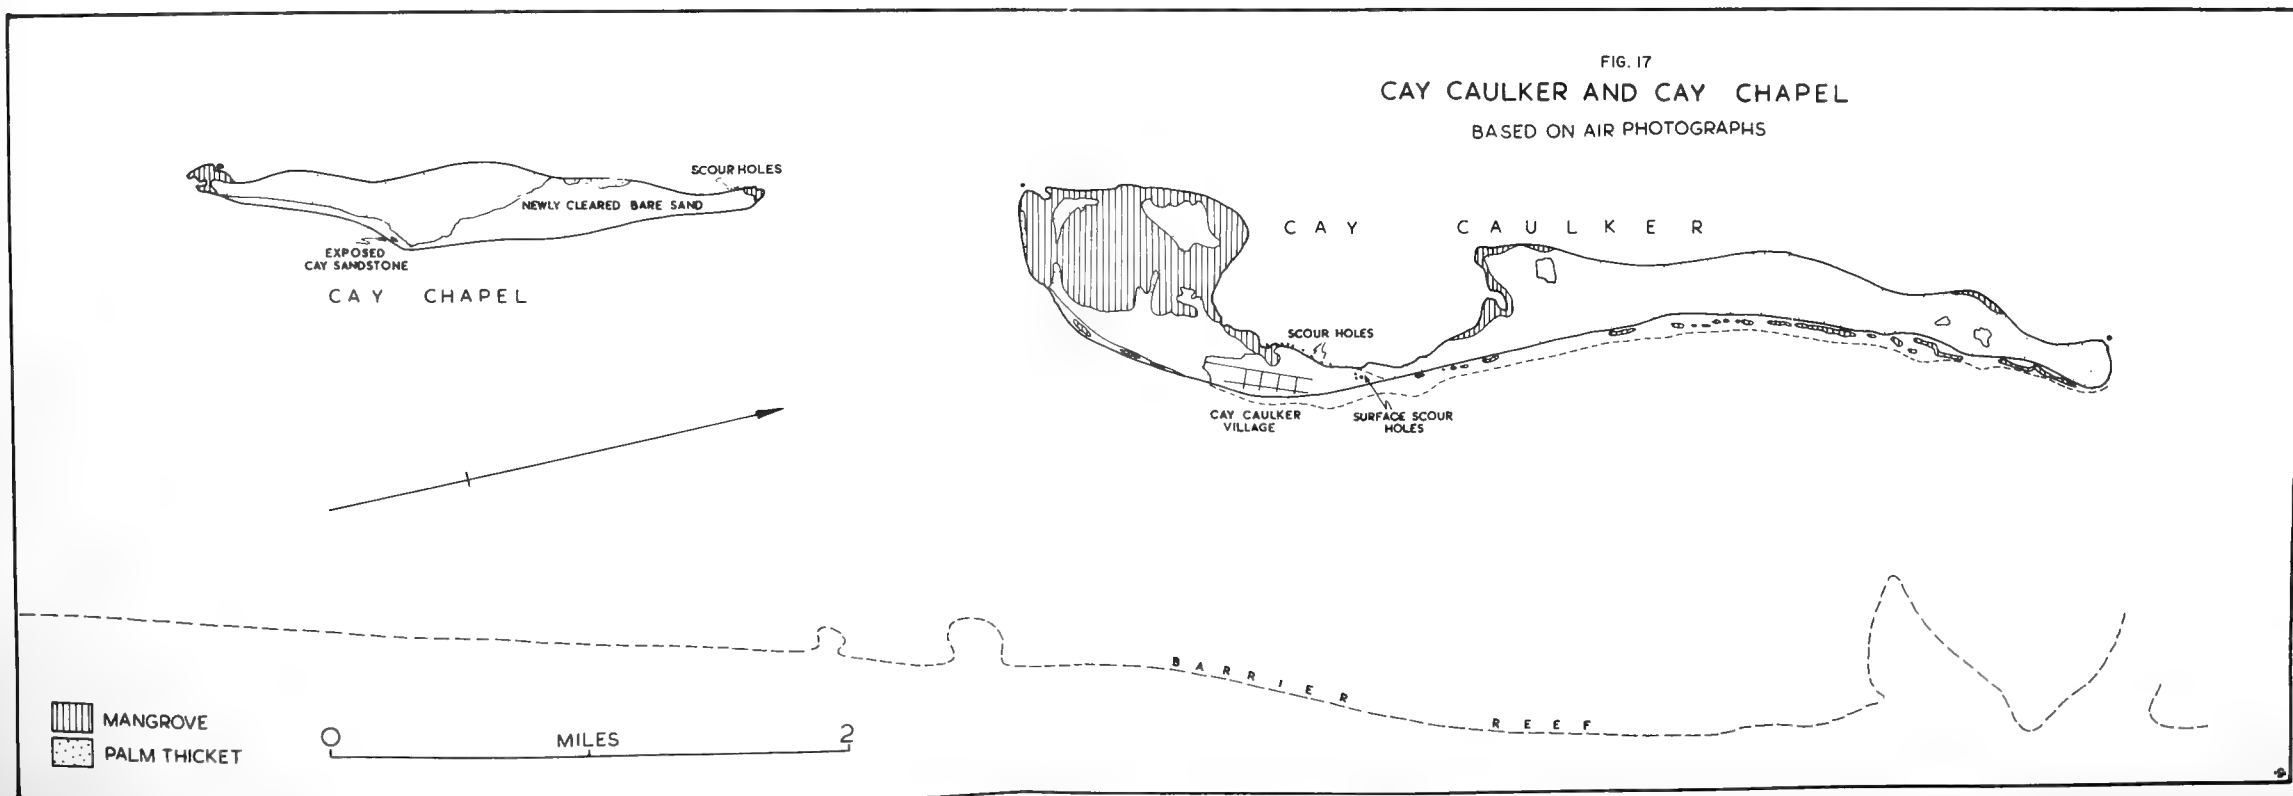 FIG. 17
CAY CAULKER AND CAY CHAPEL
BASED ON AIR PHOTOGRAPHS
SCOUR HOLES
NEWLY CLEARED BARE SAND
EXPOSED
CAY SANDSTONE
CAY CHAPEL
CAY CAULKER
SCOUR HOLES
CAY CAULKER
VILLAGE
SURFACE SCOUR
HOLES
BARRIER REEF
MANGROVE
PALM THICKET
0 MILES 2